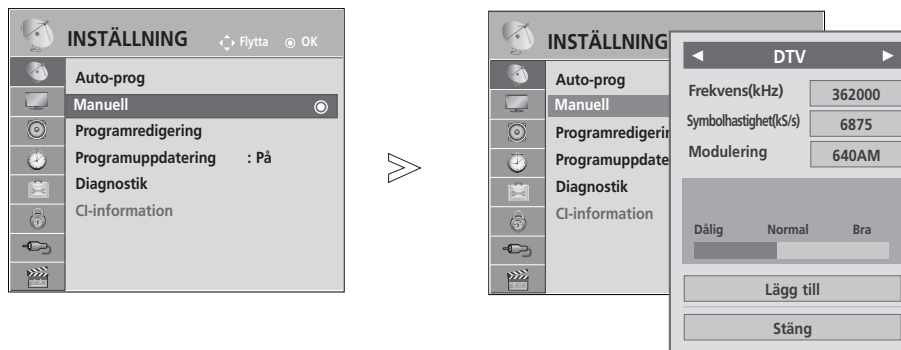 INSTÄLLNING Flytta OK
Auto-prog
Manuell
Programredigering
Programuppdatering : På
Diagnostik
CI-information
INSTÄLLNING
Auto-prog
Manuell
Programredigerin
Programuppdate
Diagnostik
CI-information
DTV
Frekvens(kHz) 362000
Symbolhastighet(kS/s) 6875
Modulering 640AM
Dålig Normal Bra
Lägg till
Stäng